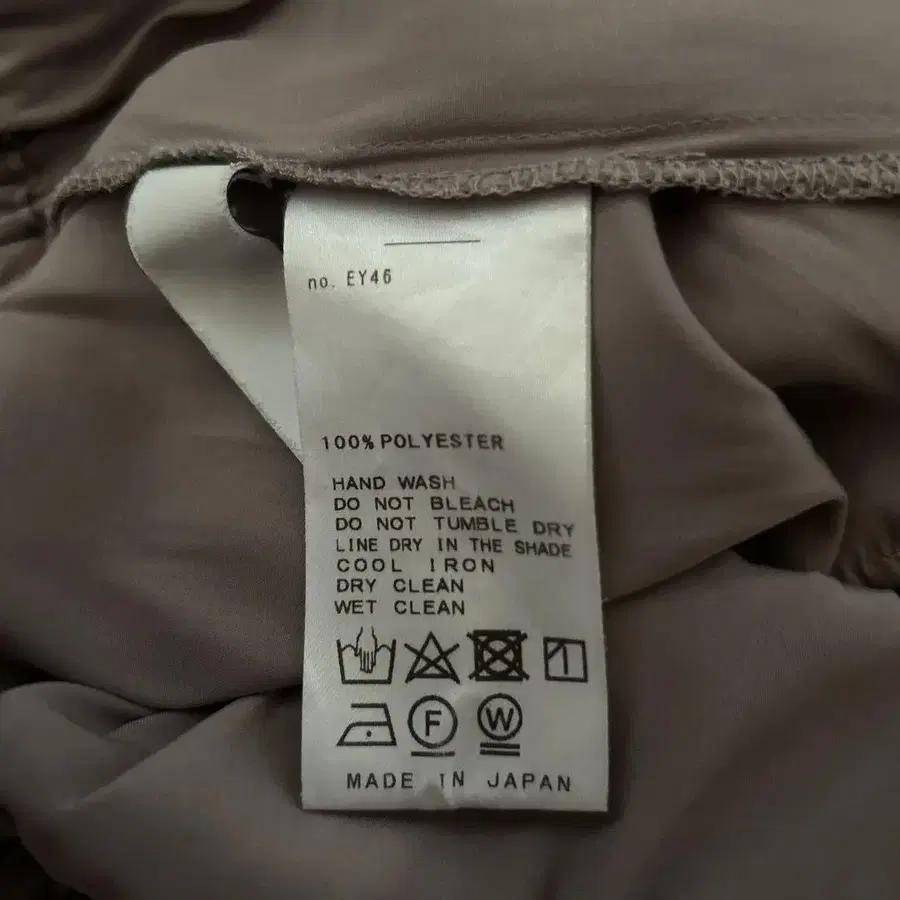 no. EY46
100% POLYESTER
HAND WASH
DO NOT BLEACH
DO NOT TUMBLE DRY
LINE DRY IN THE SHADE
COOL IRON
DRY CLEAN
WET CLEAN
F W
MADE IN JAPAN